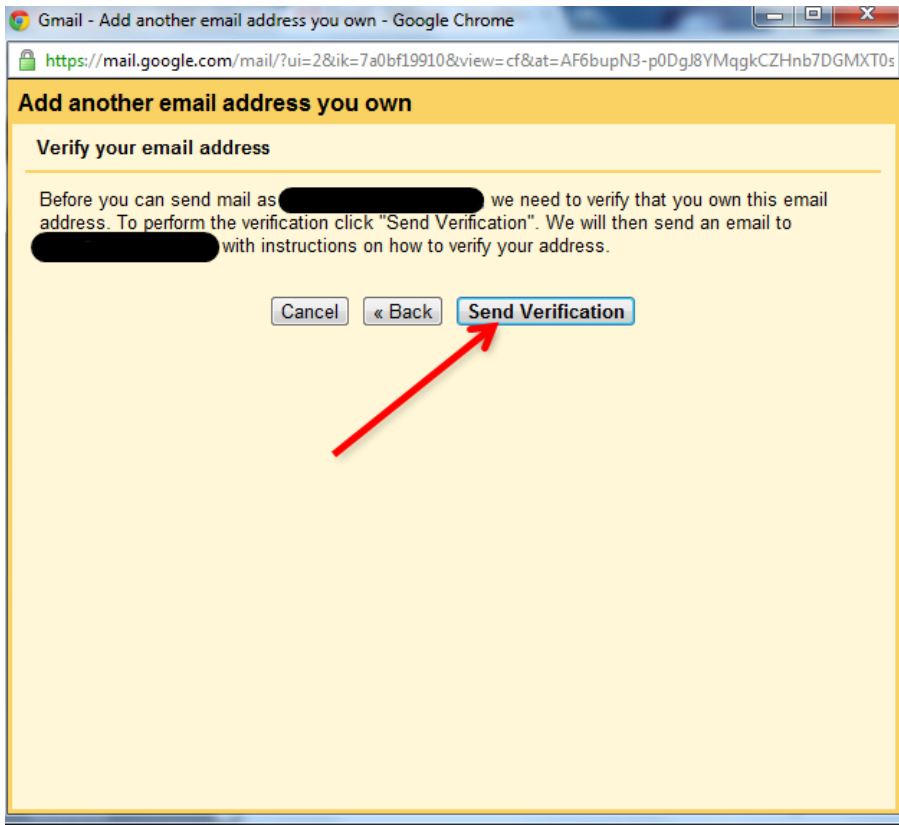 Gmail - Add another email address you own - Google Chrome
https://mail.google.com/mail/?ui=2&ik=7a0bf19910&view=cf&at=AF6bupN3-p0DgJ8YMqgkCZHnb7DGMXT0s
Add another email address you own
Verify your email address
Before you can send mail as we need to verify that you own this email
address. To perform the verification click "Send Verification". We will then send an email to
with instructions on how to verify your address.
Cancel « Back Send Verification